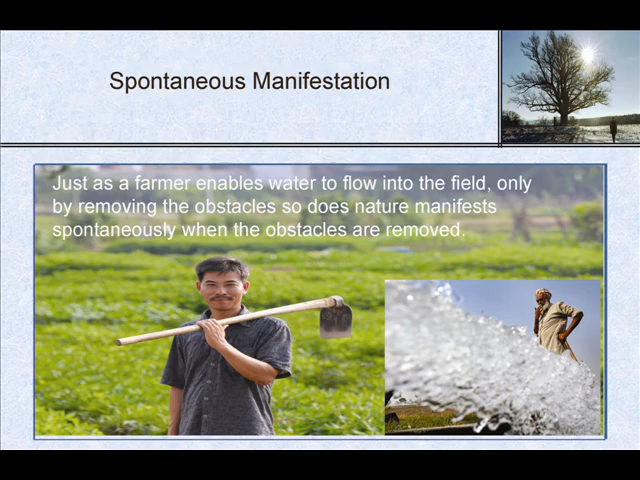 Spontaneous Manifestation
Just as a farmer enables water to flow into the field, only
by removing the obstacles so does nature manifests
spontaneously when the obstacles are removed.